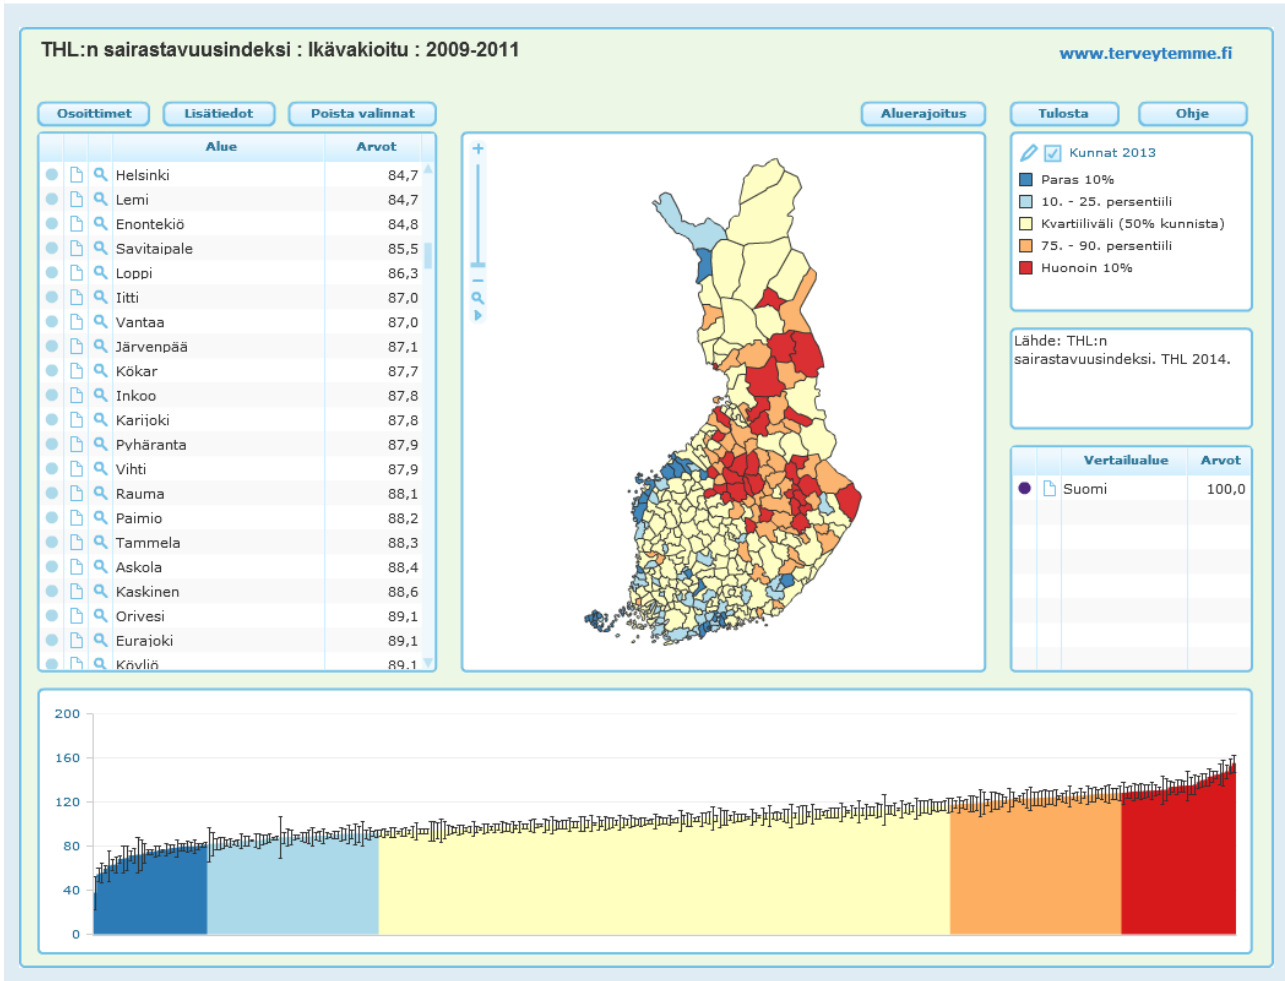 THL:n sairastavuusindeksi : Ikävakioitu : 2009-2011
www.terveytemme.fi
Osoittimet
Lisätiedot
Poista valinnat
Aluerajoitus
Tulosta
Ohje
Alue Arvot
Helsinki 84,7
Lemi 84,7
Enontekiö 84,8
Savitaipale 85,5
Loppi 86,3
Iitti 87,0
Vantaa 87,0
Järvenpää 87,1
Kökar 87,7
Inkoo 87,8
Karijoki 87,8
Pyhäranta 87,9
Vihti 87,9
Rauma 88,1
Paimio 88,2
Tammela 88,3
Askola 88,4
Kaskinen 88,6
Orivesi 89,1
Eurajoki 89,1
Köyliö 89,1
Kunnat 2013
Paras 10%
10. - 25. persentiili
Kvartiiliväli (50% kunnista)
75. - 90. persentiili
Huonoin 10%
Lähde: THL:n
sairastavuusindeksi. THL 2014.
Vertailualue Arvot
Suomi 100,0
200
160
120
80
40
0